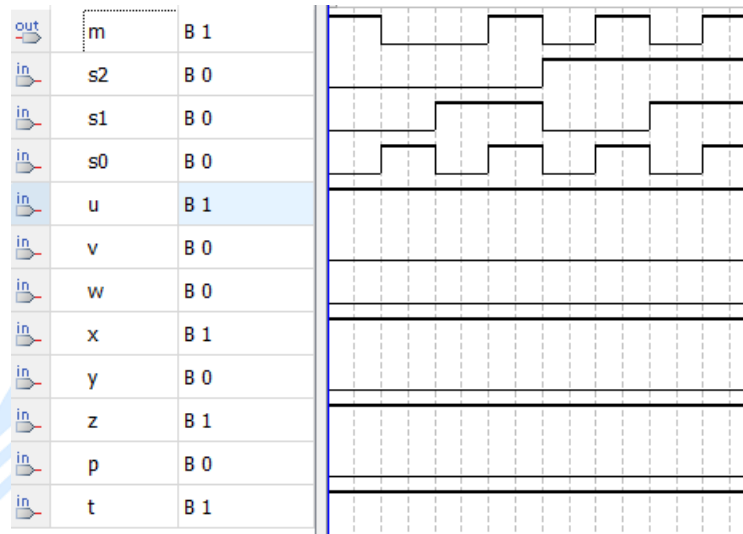 out m B 1
in s2 B 0
in s1 B 0
in s0 B 0
in u B 1
in v B 0
in w B 0
in x B 1
in y B 0
in z B 1
in p B 0
in t B 1